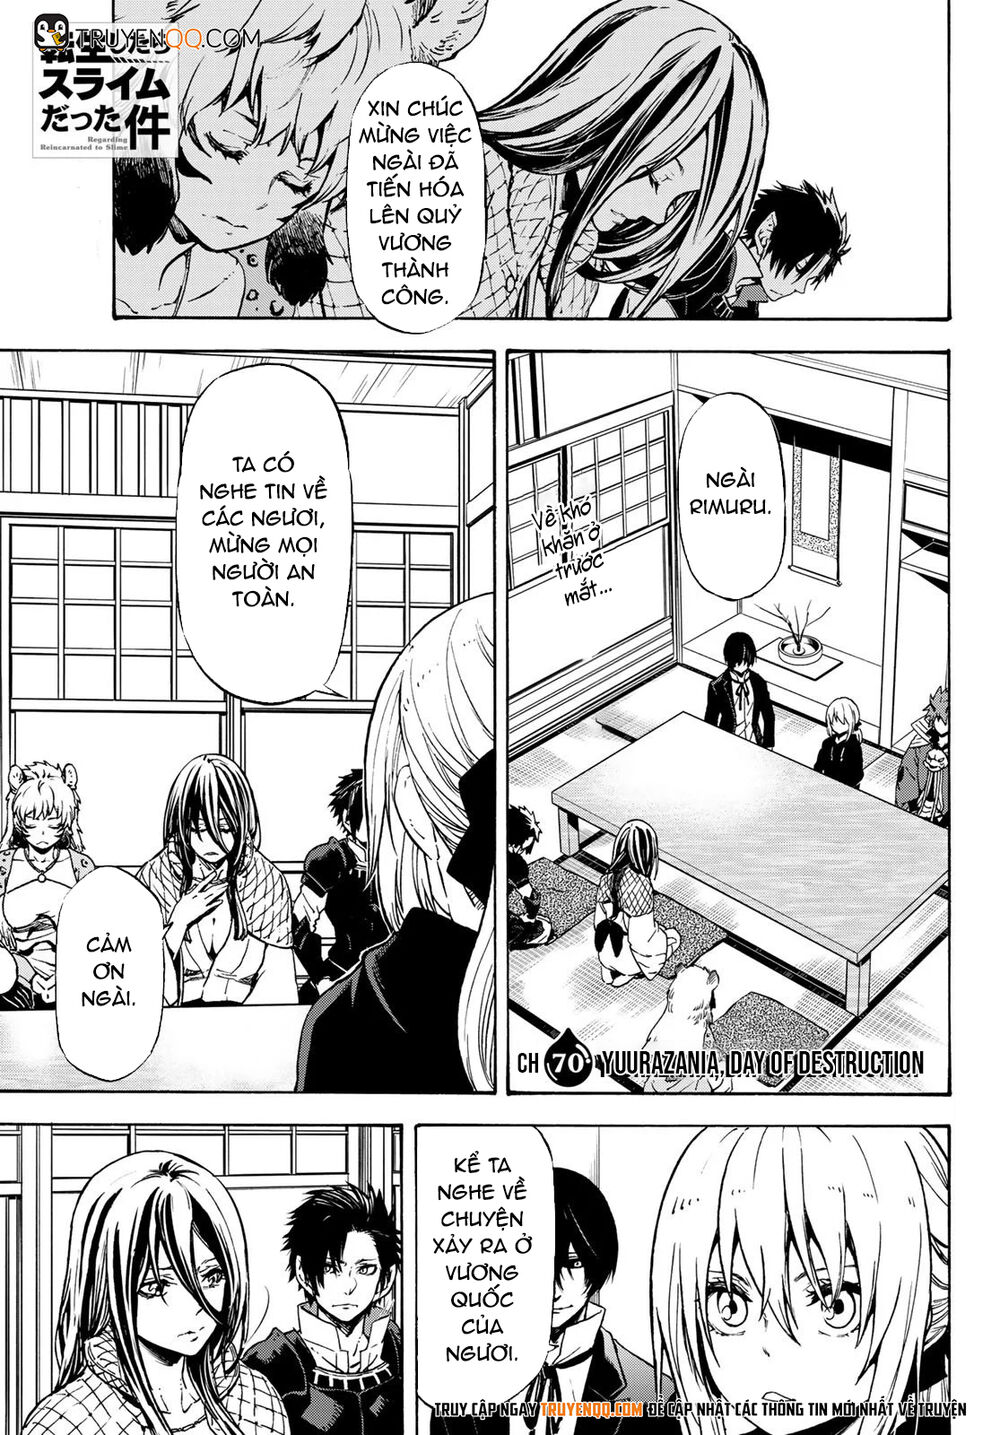 TRUYENQQ.COM
転生したら
スライム
だった件
Regarding
Reincarnated to Slime
XIN CHÚC
MỪNG VIỆC
NGÀI ĐÃ
TIẾN HÓA
LÊN QUỶ
VƯƠNG
THÀNH
CÔNG.
NGÀI
RIMURU.
Về khó
khăn ở
trước
mắt...
TA CÓ
NGHE TIN VỀ
CÁC NGƯƠI,
MỪNG MỌI
NGƯỜI AN
TOÀN.
CẢM
ƠN
NGÀI.
CH 70 YUURAZANIA, DAY OF DESTRUCTION
KỂ TA
NGHE VỀ
CHUYỆN
XẢY RA Ở
VƯƠNG
QUỐC
CỦA
NGƯƠI.
TRUY CẬP NGAY TRUYENQQ.COM ĐỂ CẬP NHẬT CÁC THÔNG TIN MỚI NHẤT VỀ TRUYỆN